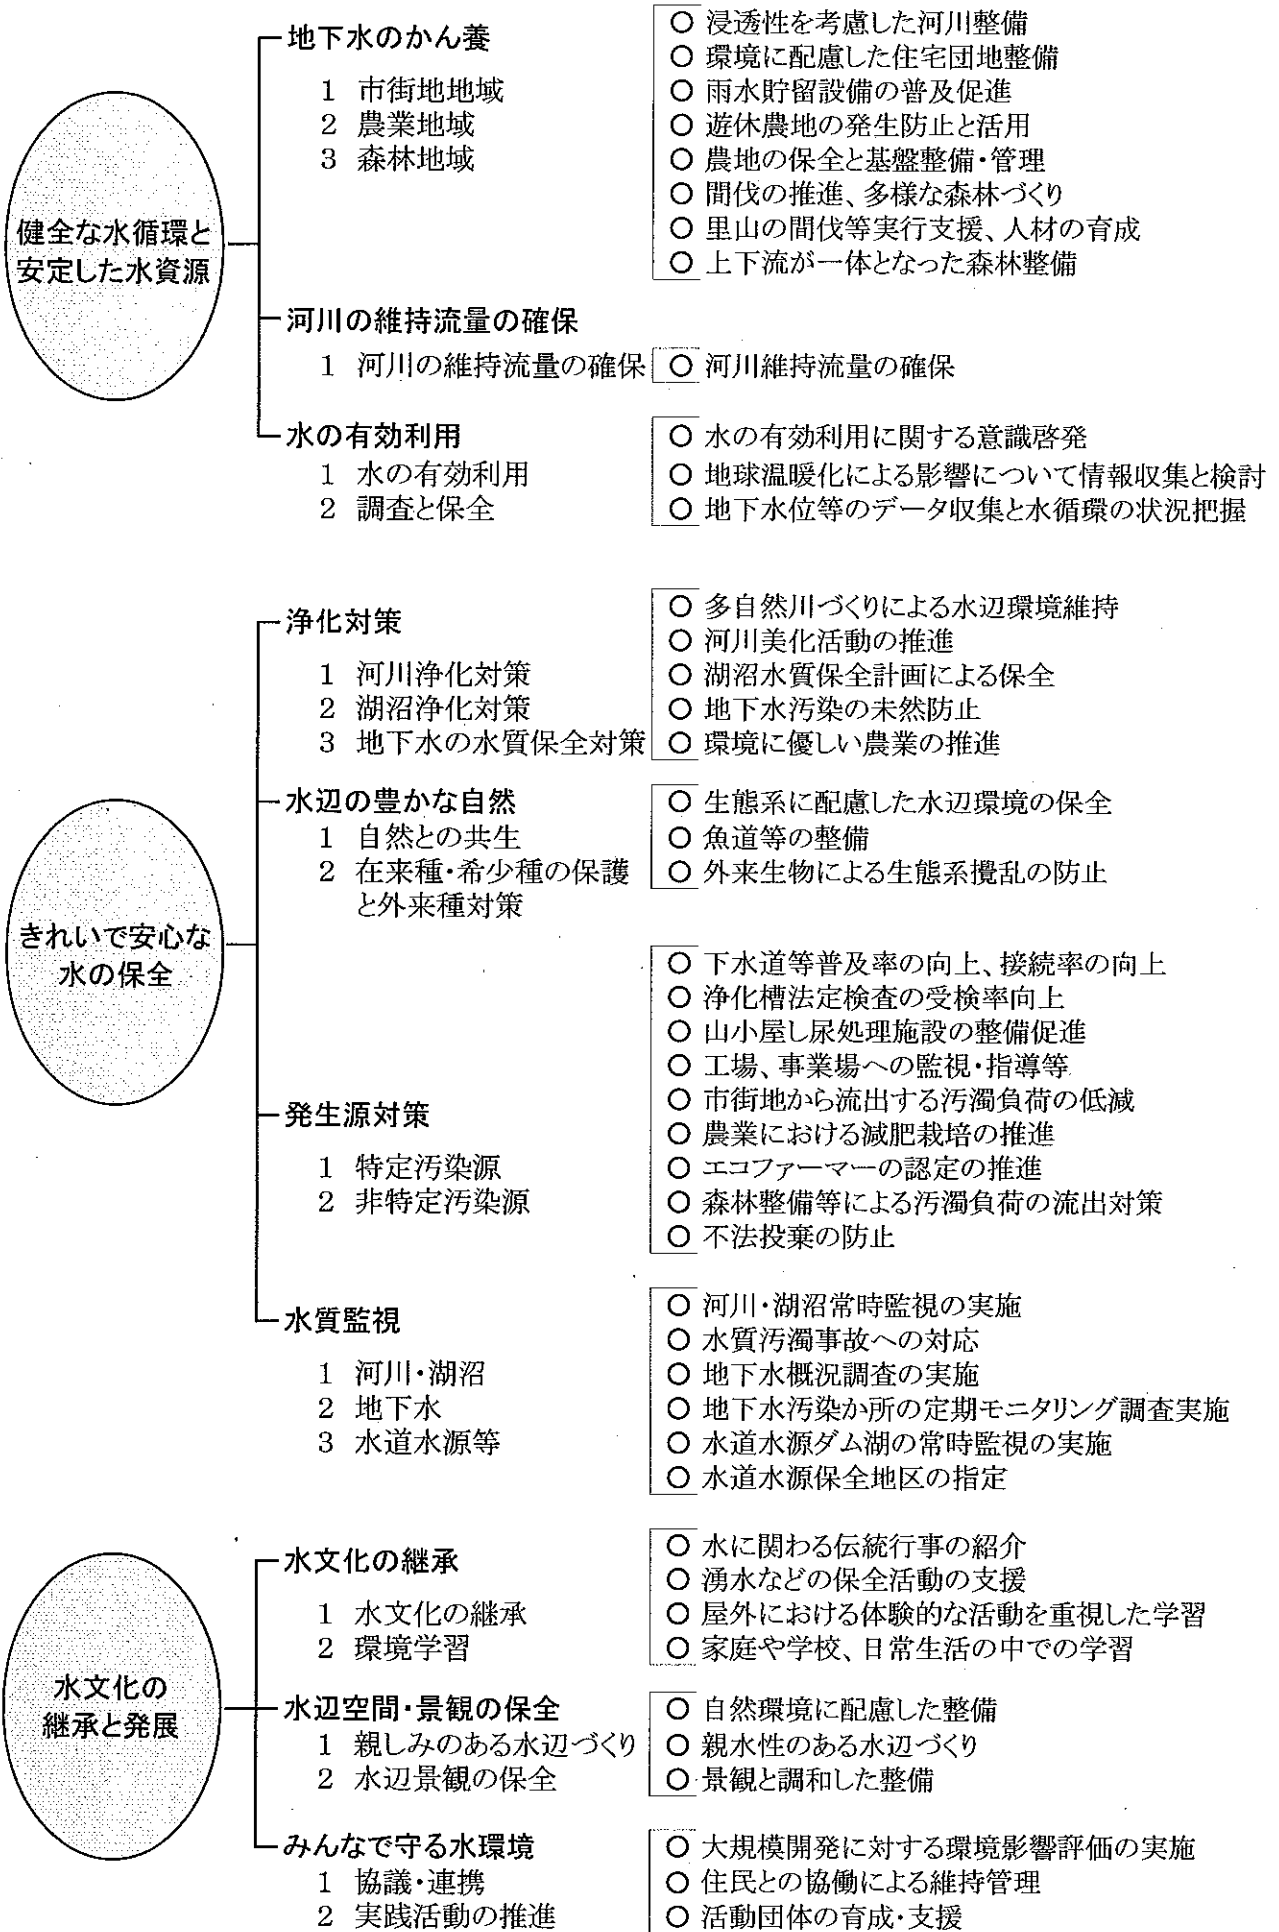 健全な水循環と
安定した水資源
地下水のかん養
1 市街地地域
2 農業地域
3 森林地域
○ 浸透性を考慮した河川整備
○ 環境に配慮した住宅団地整備
○ 雨水貯留設備の普及促進
○ 遊休農地の発生防止と活用
○ 農地の保全と基盤整備・管理
○ 間伐の推進、多様な森林づくり
○ 里山の間伐等実行支援、人材の育成
○ 上下流が一体となった森林整備
河川の維持流量の確保
1 河川の維持流量の確保
○ 河川維持流量の確保
水の有効利用
1 水の有効利用
2 調査と保全
○ 水の有効利用に関する意識啓発
○ 地球温暖化による影響について情報収集と検討
○ 地下水位等のデータ収集と水循環の状況把握
きれいで安心な
水の保全
浄化対策
1 河川浄化対策
2 湖沼浄化対策
3 地下水の水質保全対策
○ 多自然川づくりによる水辺環境維持
○ 河川美化活動の推進
○ 湖沼水質保全計画による保全
○ 地下水汚染の未然防止
○ 環境に優しい農業の推進
水辺の豊かな自然
1 自然との共生
2 在来種・希少種の保護
と外来種対策
○ 生態系に配慮した水辺環境の保全
○ 魚道等の整備
○ 外来生物による生態系攪乱の防止
発生源対策
1 特定汚染源
2 非特定汚染源
○ 下水道等普及率の向上、接続率の向上
○ 浄化槽法定検査の受検率向上
○ 山小屋し尿処理施設の整備促進
○ 工場、事業場への監視・指導等
○ 市街地から流出する汚濁負荷の低減
○ 農業における減肥栽培の推進
○ エコファーマーの認定の推進
○ 森林整備等による汚濁負荷の流出対策
○ 不法投棄の防止
水質監視
1 河川・湖沼
2 地下水
3 水道水源等
○ 河川・湖沼常時監視の実施
○ 水質汚濁事故への対応
○ 地下水概況調査の実施
○ 地下水汚染か所の定期モニタリング調査実施
○ 水道水源ダム湖の常時監視の実施
○ 水道水源保全地区の指定
水文化の
継承と発展
水文化の継承
1 水文化の継承
2 環境学習
○ 水に関わる伝統行事の紹介
○ 湧水などの保全活動の支援
○ 屋外における体験的な活動を重視した学習
○ 家庭や学校、日常生活の中での学習
水辺空間・景観の保全
1 親しみのある水辺づくり
2 水辺景観の保全
○ 自然環境に配慮した整備
○ 親水性のある水辺づくり
○ 景観と調和した整備
みんなで守る水環境
1 協議・連携
2 実践活動の推進
○ 大規模開発に対する環境影響評価の実施
○ 住民との協働による維持管理
○ 活動団体の育成・支援